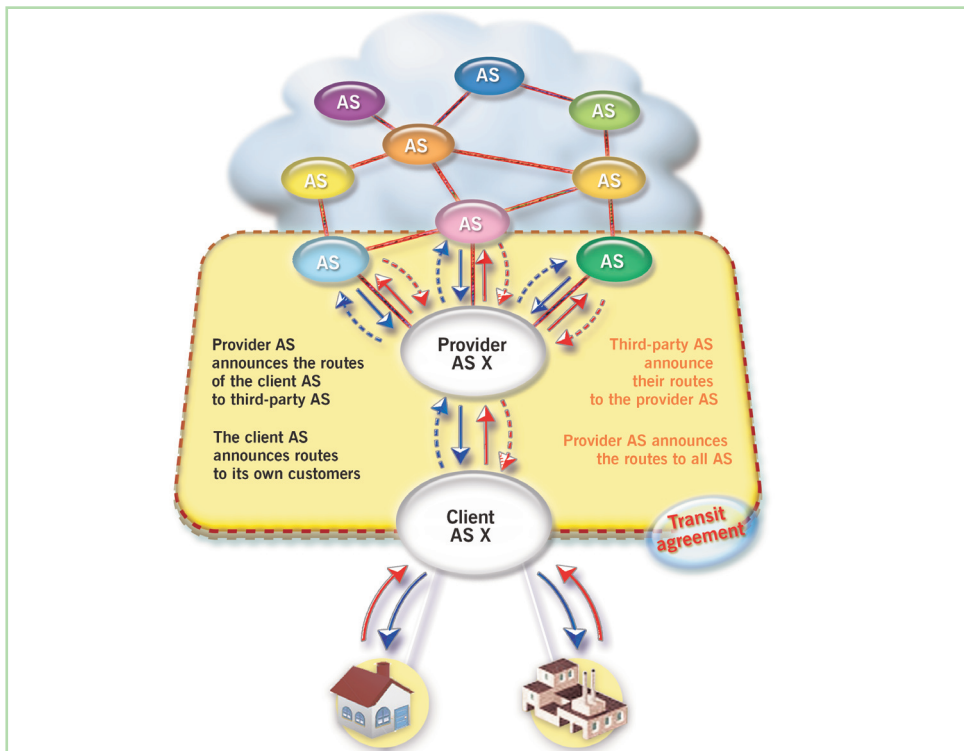 AS
AS
AS
AS
AS
AS
AS
AS
AS
Provider AS
announces the routes
of the client AS
to third-party AS
The client AS
announces routes
to its own customers
Provider
AS X
Third-party AS
announce
their routes
to the provider AS
Provider AS announces
the routes to all AS
Client
AS X
Transit
agreement